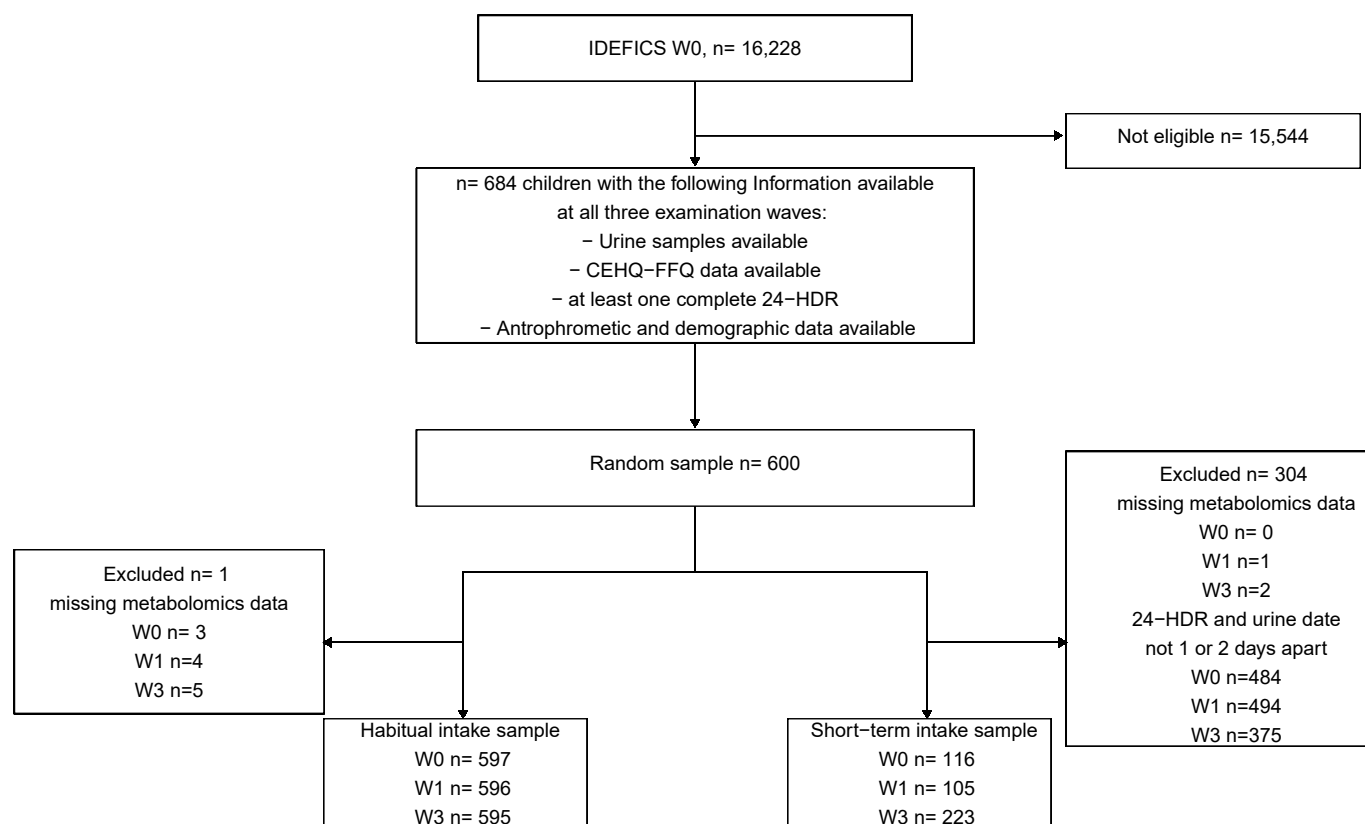 IDEFICS W0, n= 16,228
Not eligible n= 15,544
n= 684 children with the following Information available
at all three examination waves:
− Urine samples available
− CEHQ−FFQ data available
− at least one complete 24−HDR
− Antrophrometic and demographic data available
Random sample n= 600
Excluded n= 304
missing metabolomics data
W0 n= 0
W1 n=1
W3 n=2
24−HDR and urine date
not 1 or 2 days apart
W0 n=484
W1 n=494
W3 n=375
Excluded n= 1
missing metabolomics data
W0 n= 3
W1 n=4
W3 n=5
Habitual intake sample
W0 n= 597
W1 n= 596
W3 n= 595
Short−term intake sample
W0 n= 116
W1 n= 105
W3 n= 223